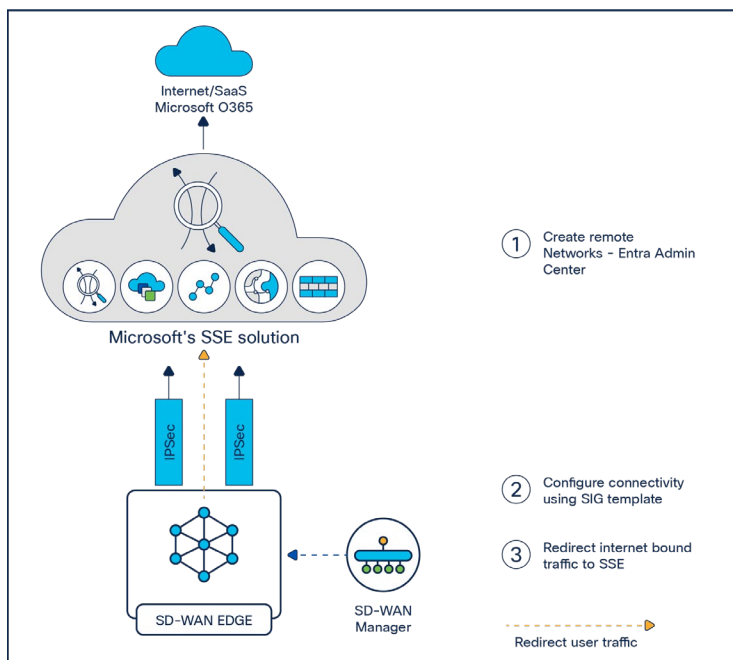 Internet/SaaS
Microsoft O365
1
Create remote
Networks - Entra Admin
Center
Microsoft's SSE solution
IPSec
IPSec
2
Configure connectivity
using SIG template
3
Redirect internet bound
traffic to SSE
SD-WAN EDGE
SD-WAN
Manager
Redirect user traffic